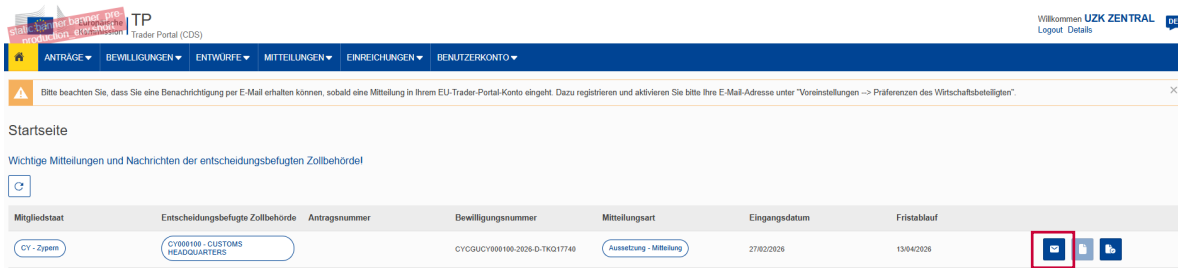 static banner banner_pre-
production_environment
Europäische
Kommission
TP
Trader Portal (CDS)
Willkommen UZK ZENTRAL
Logout Details
DE
ANTRÄGE
BEWILLIGUNGEN
ENTWÜRFE
MITTEILUNGEN
EINREICHUNGEN
BENUTZERKONTO
Bitte beachten Sie, dass Sie eine Benachrichtigung per E-Mail erhalten können, sobald eine Mitteilung in Ihrem EU-Trader-Portal-Konto eingeht. Dazu registrieren und aktivieren Sie bitte Ihre E-Mail-Adresse unter "Voreinstellungen --> Präferenzen des Wirtschaftsbeteiligten".
Startseite
Wichtige Mitteilungen und Nachrichten der entscheidungsbefugten Zollbehörde!
Mitgliedstaat Entscheidungsbefugte Zollbehörde Antragsnummer Bewilligungsnummer Mitteilungsart Eingangsdatum Fristablauf
CY - Zypern CY000100 - CUSTOMS HEADQUARTERS CYCGUCY000100-2026-D-TKQ17740 Aussetzung - Mitteilung 27/02/2026 13/04/2026